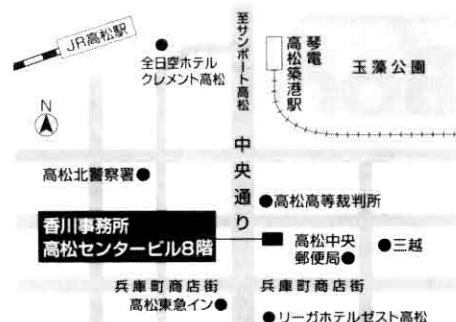 JR高松駅
全日空ホテル
クレメント高松
至サンポート高松
琴電
高松築港駅
玉藻公園
N
中央通り
高松北警察署
高松高等裁判所
香川事務所
高松センタービル8階
高松中央
郵便局
三越
兵庫町商店街
兵庫町商店街
高松東急イン
リーガホテルゼスト高松